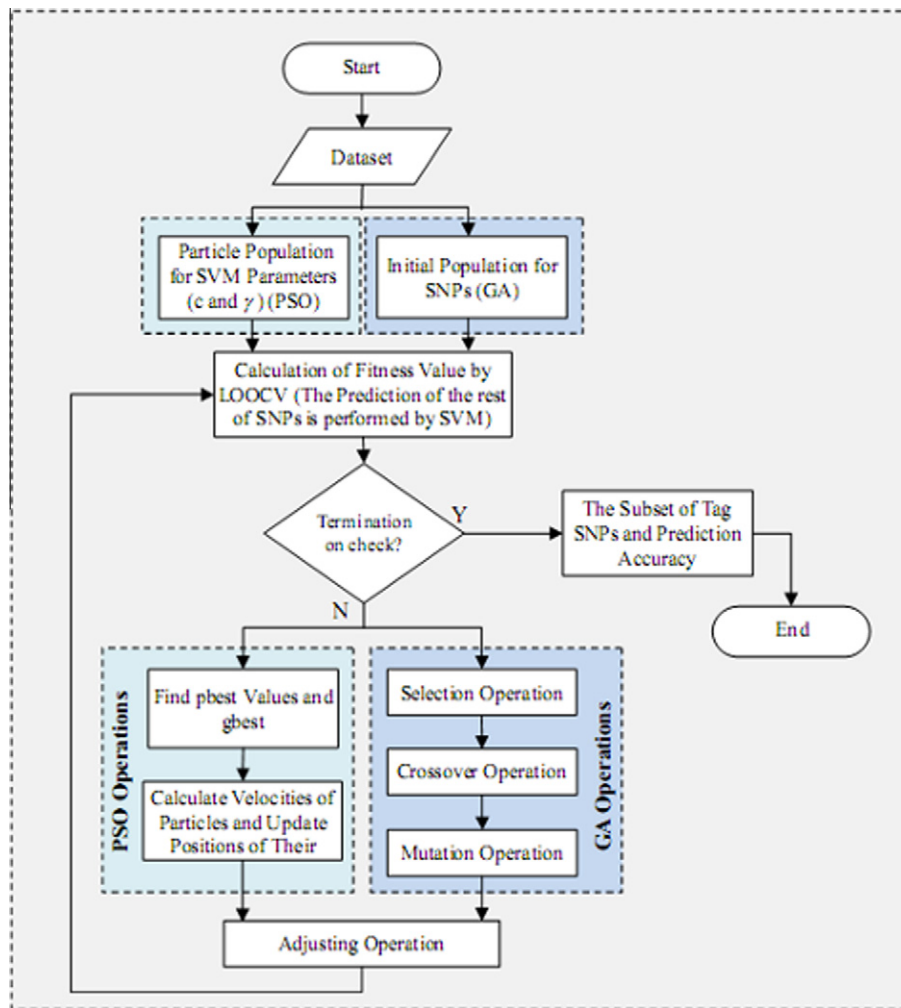 Start
Dataset
Particle Population
for SVM Parameters
(c and γ) (PSO)
Initial Population for
SNPs (GA)
Calculation of Fitness Value by
LOOCV (The Prediction of the rest
of SNPs is performed by SVM)
Termination
on check?
Y
The Subset of Tag
SNPs and Prediction
Accuracy
End
N
PSO Operations
Find pbest Values and
gbest
Calculate Velocities of
Particles and Update
Positions of Their
Selection Operation
Crossover Operation
Mutation Operation
GA Operations
Adjusting Operation